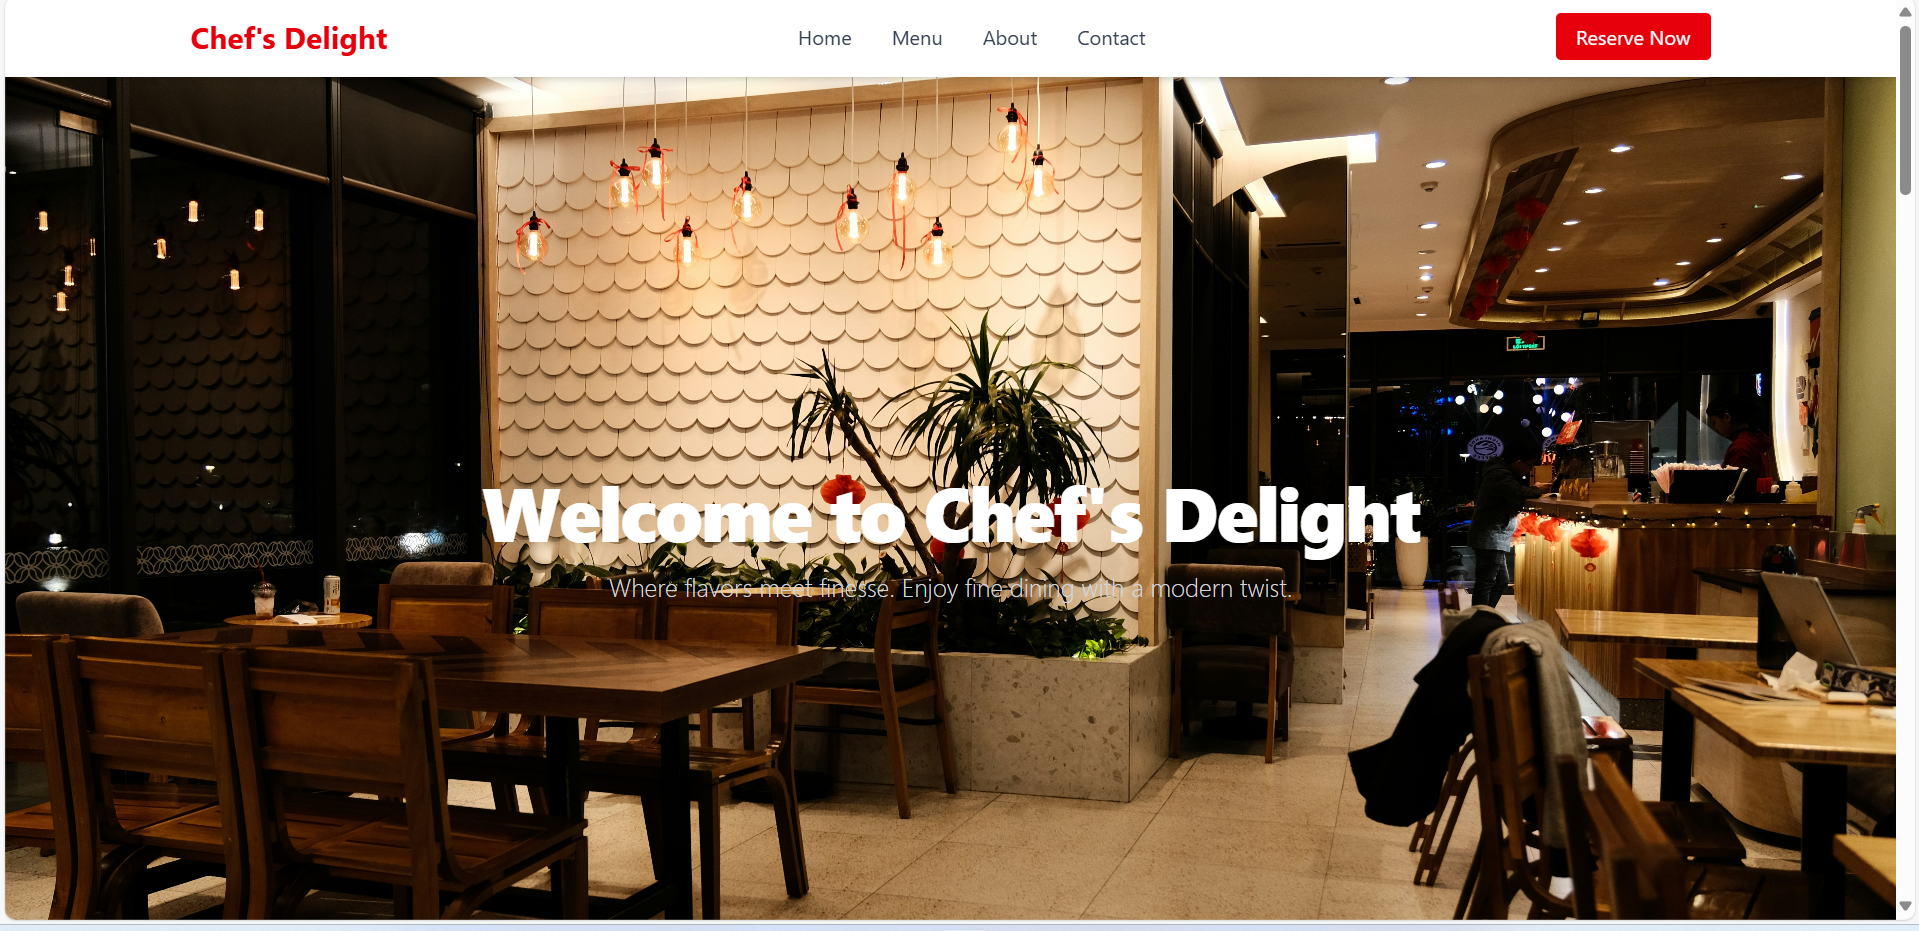 Chef's Delight
Home
Menu
About
Contact
Reserve Now
Welcome to Chef's Delight
Where flavors meet finesse. Enjoy fine dining with a modern twist.